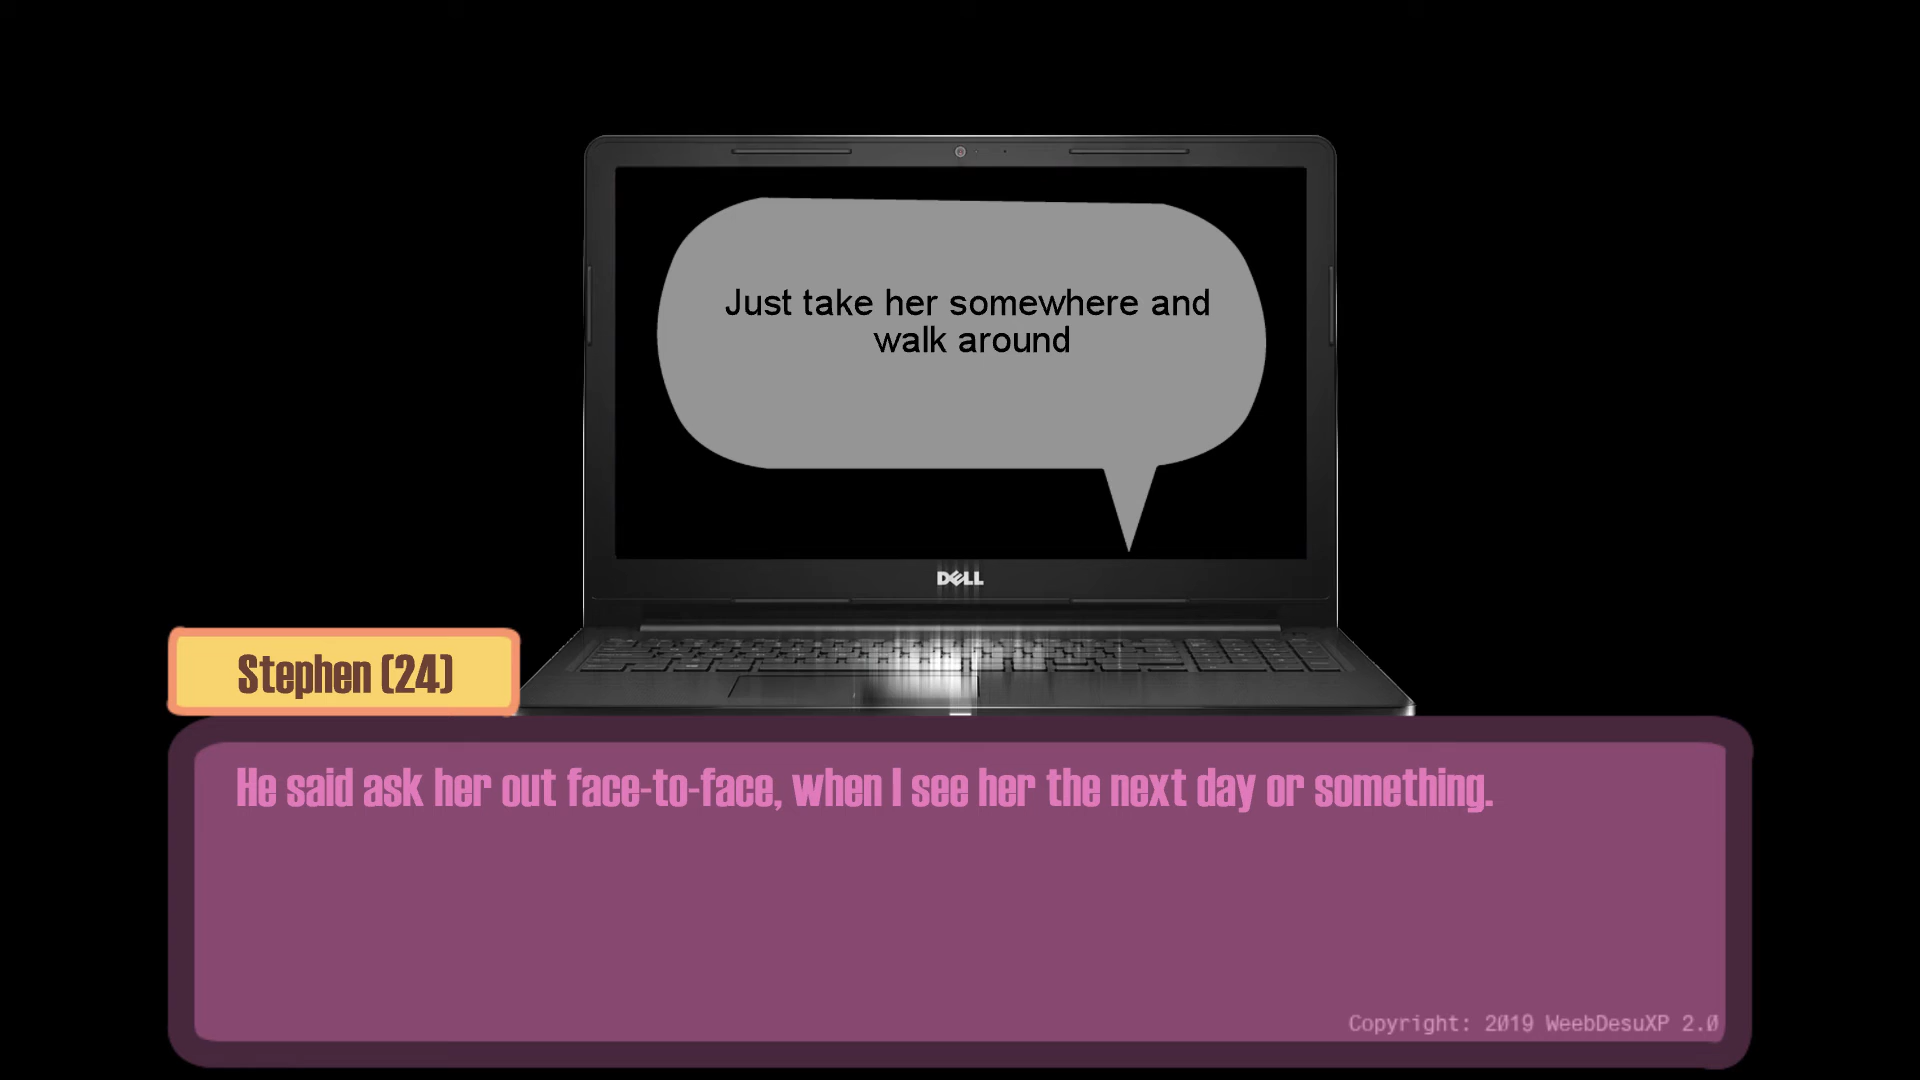 Just take her somewhere and
walk around
DELL
Stephen (24)
He said ask her out face-to-face, when I see her the next day or something.
Copyright: 2019 WeebDesuXP 2.0